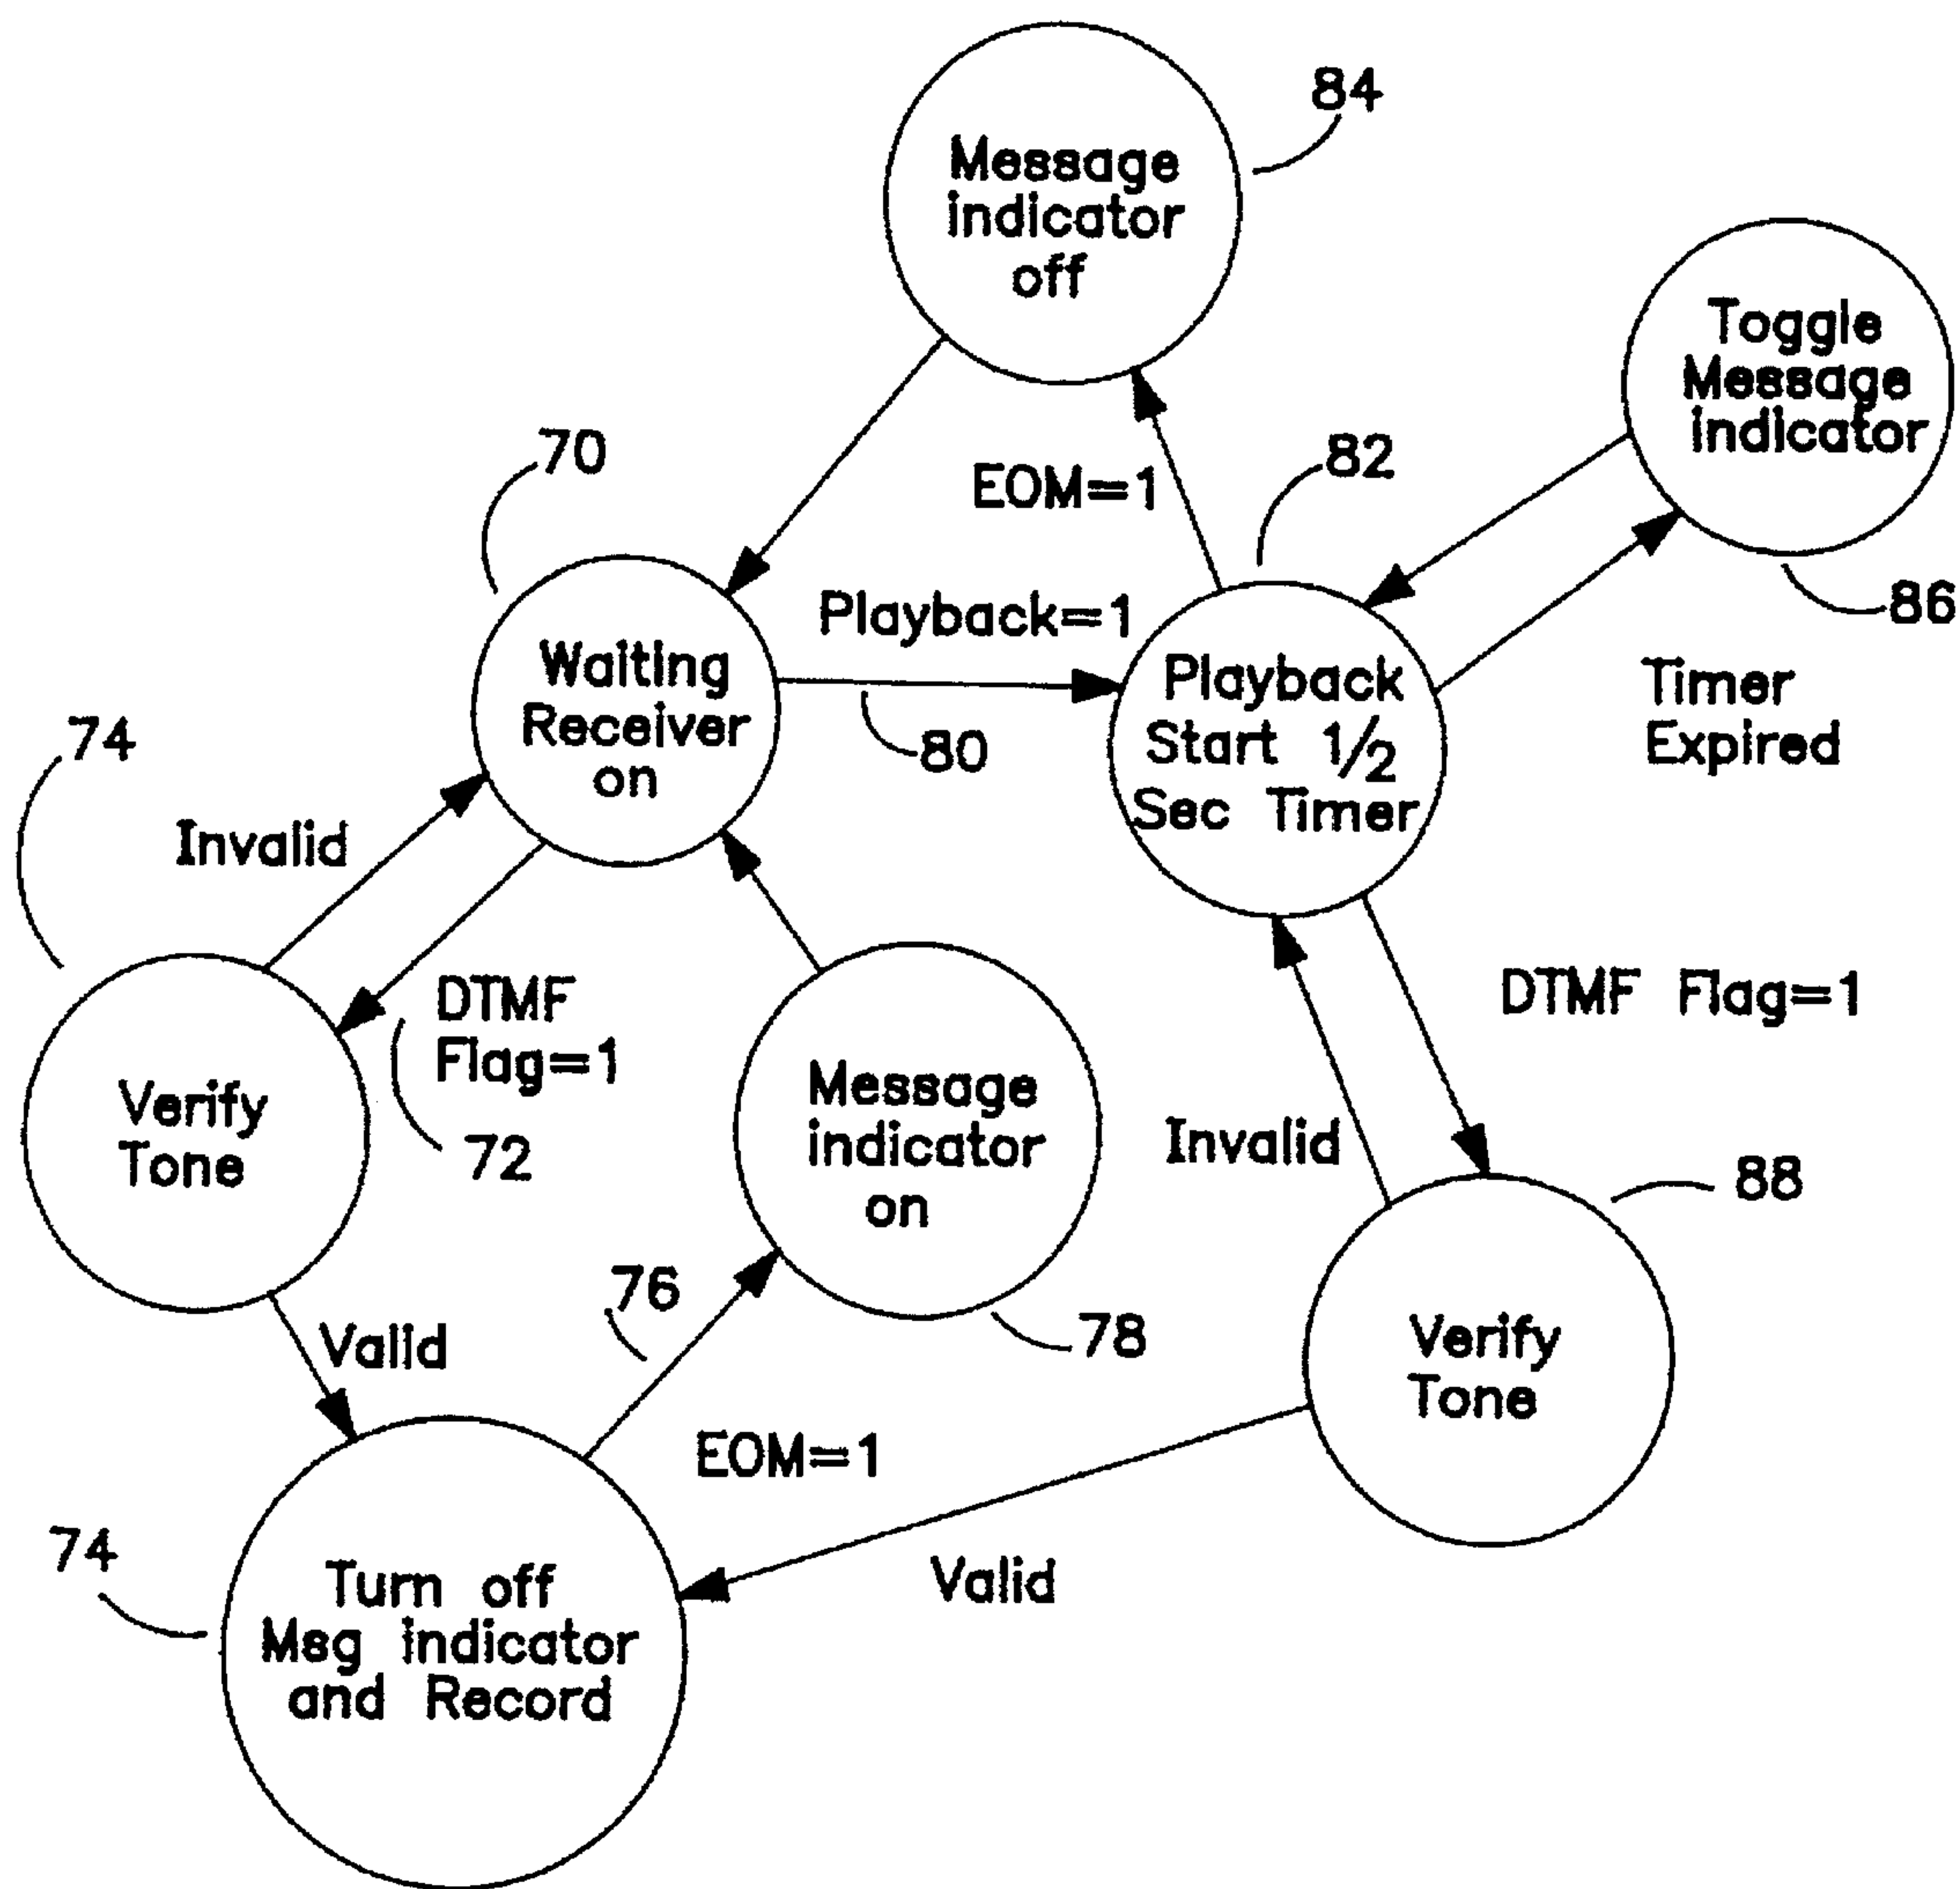 84
Message
indicator
off
Toggle
Message
indicator
70
82
EOM=1
86
Playback=1
Waiting
Receiver
on
80
Playback
Start 1/2
Sec Timer
Timer
Expired
74
Invalid
DTMF
Flag=1
72
DTMF Flag=1
Verify
Tone
Message
indicator
on
Invalid
88
76
78
Valid
Verify
Tone
EOM=1
74
Turn off
Msg indicator
and Record
Valid